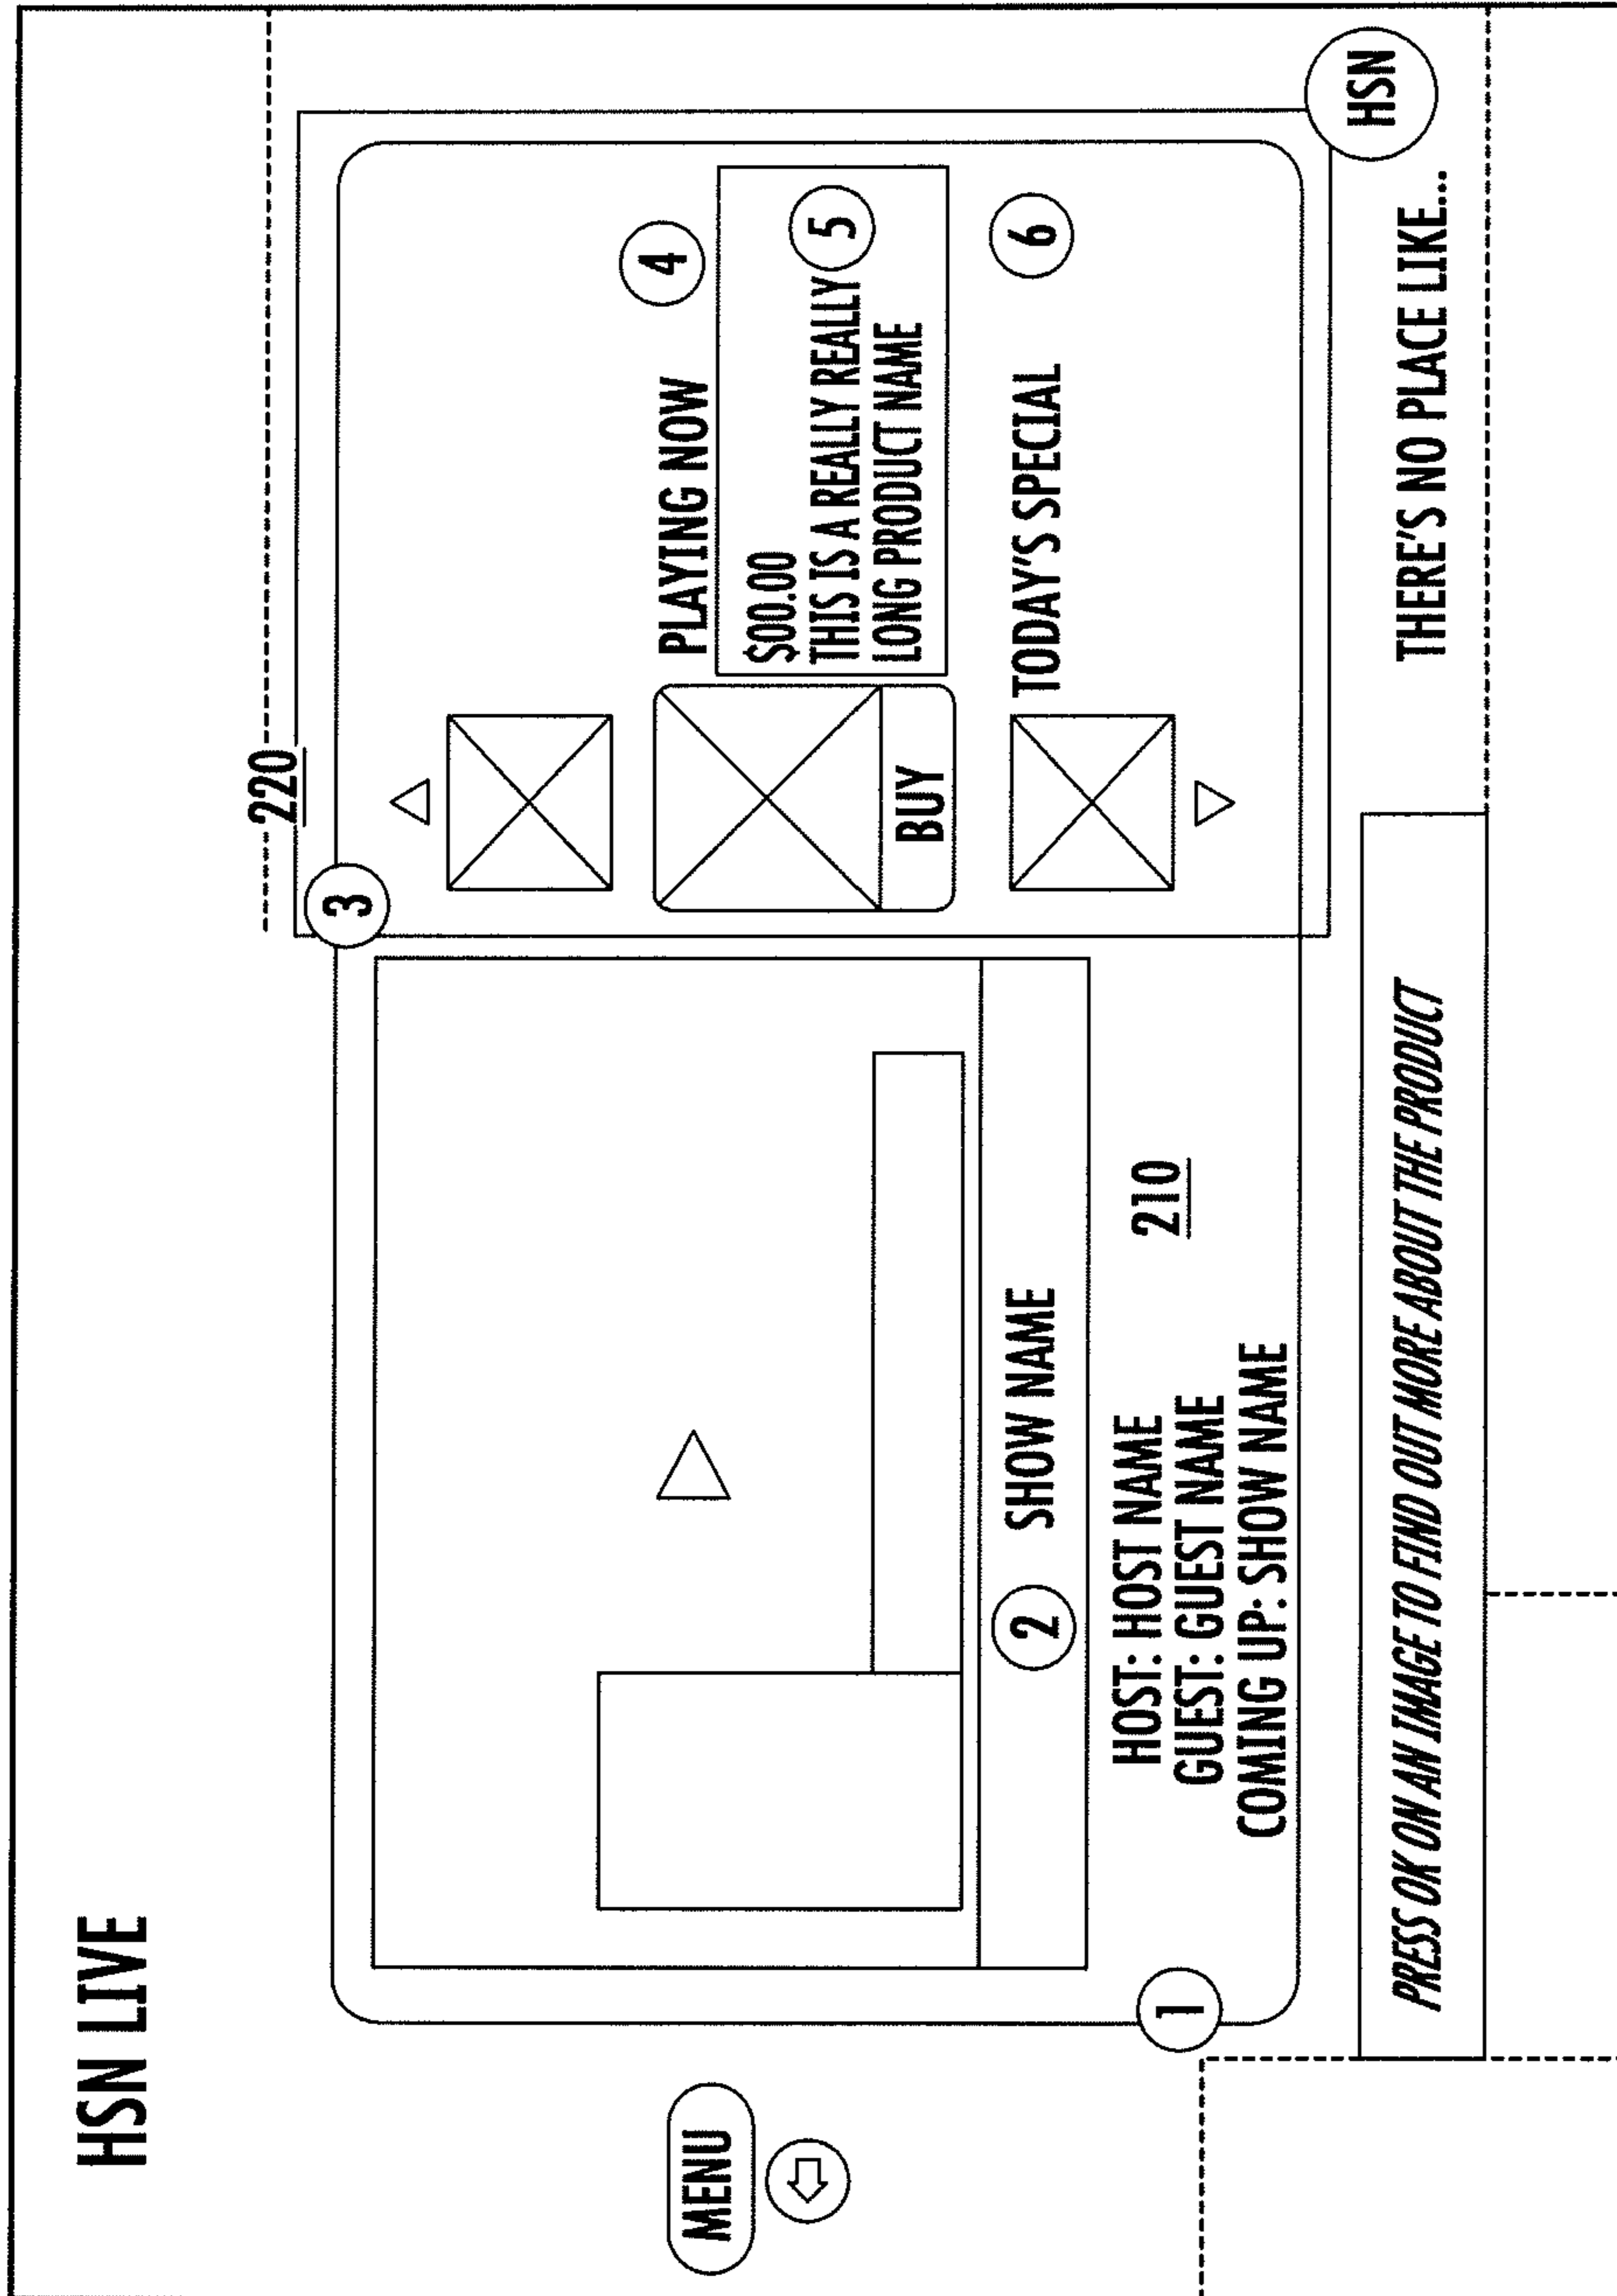 HSN LIVE
220
3
PLAYING NOW
4
$00.00
THIS IS A REALLY REALLY
LONG PRODUCT NAME
5
BUY
TODAY'S SPECIAL
6
MENU
2
SHOW NAME
HOST: HOST NAME
GUEST: GUEST NAME
COMING UP: SHOW NAME
210
1
PRESS OK ON AN IMAGE TO FIND OUT MORE ABOUT THE PRODUCT
THERE'S NO PLACE LIKE...
HSN